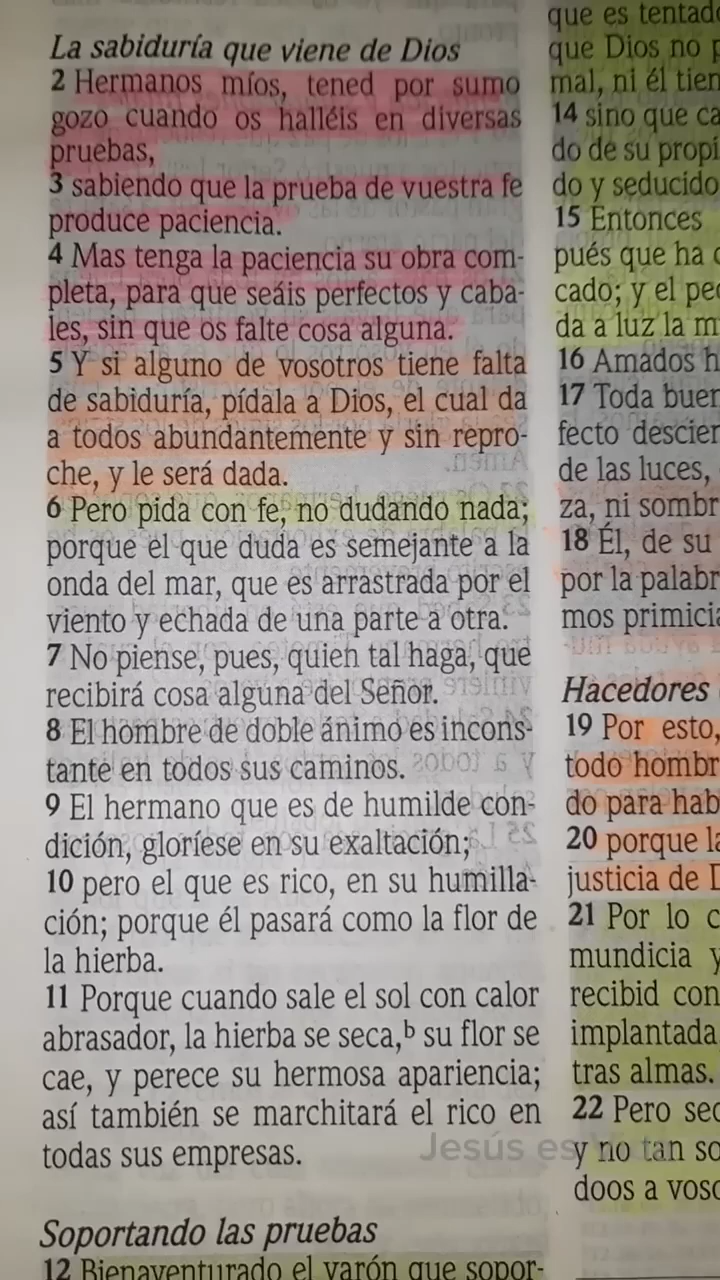 La sabiduría que viene de Dios
2 Hermanos míos, tened por sumo
gozo cuando os halléis en diversas
pruebas,
3 sabiendo que la prueba de vuestra fe
produce paciencia.
4 Mas tenga la paciencia su obra com-
pleta, para que seáis perfectos y caba-
les, sin que os falte cosa alguna.
5 Y si alguno de vosotros tiene falta
de sabiduría, pídala a Dios, el cual da
a todos abundantemente y sin repro-
che, y le será dada.
6 Pero pida con fe, no dudando nada;
porque el que duda es semejante a la
onda del mar, que es arrastrada por el
viento y echada de una parte a otra.
7 No piense, pues, quien tal haga, que
recibirá cosa alguna del Señor.
8 El hombre de doble ánimo es incons-
tante en todos sus caminos.
9 El hermano que es de humilde con-
dición, gloríese en su exaltación;
10 pero el que es rico, en su humilla-
ción; porque él pasará como la flor de
la hierba.
11 Porque cuando sale el sol con calor
abrasador, la hierba se seca,b su flor se
cae, y perece su hermosa apariencia;
así también se marchitará el rico en
todas sus empresas.
Soportando las pruebas
12 Bienaventurado el varón que sopor-
que es tentad
que Dios no
mal, ni él tien
14 sino que ca
do de su propi
do y seducido
15 Entonces
pués que ha
cado; y el pe
da a luz la m
16 Amados h
17 Toda buen
fecto descien
de las luces,
za, ni sombr
18 Él, de su
por la palabr
mos primicia
Hacedores
19 Por esto,
todo hombr
do para hab
20 porque la
justicia de D
21 Por lo c
mundicia y
recibid con
implantada
tras almas.
22 Pero sed
y no tan so
doos a voso
Jesús es